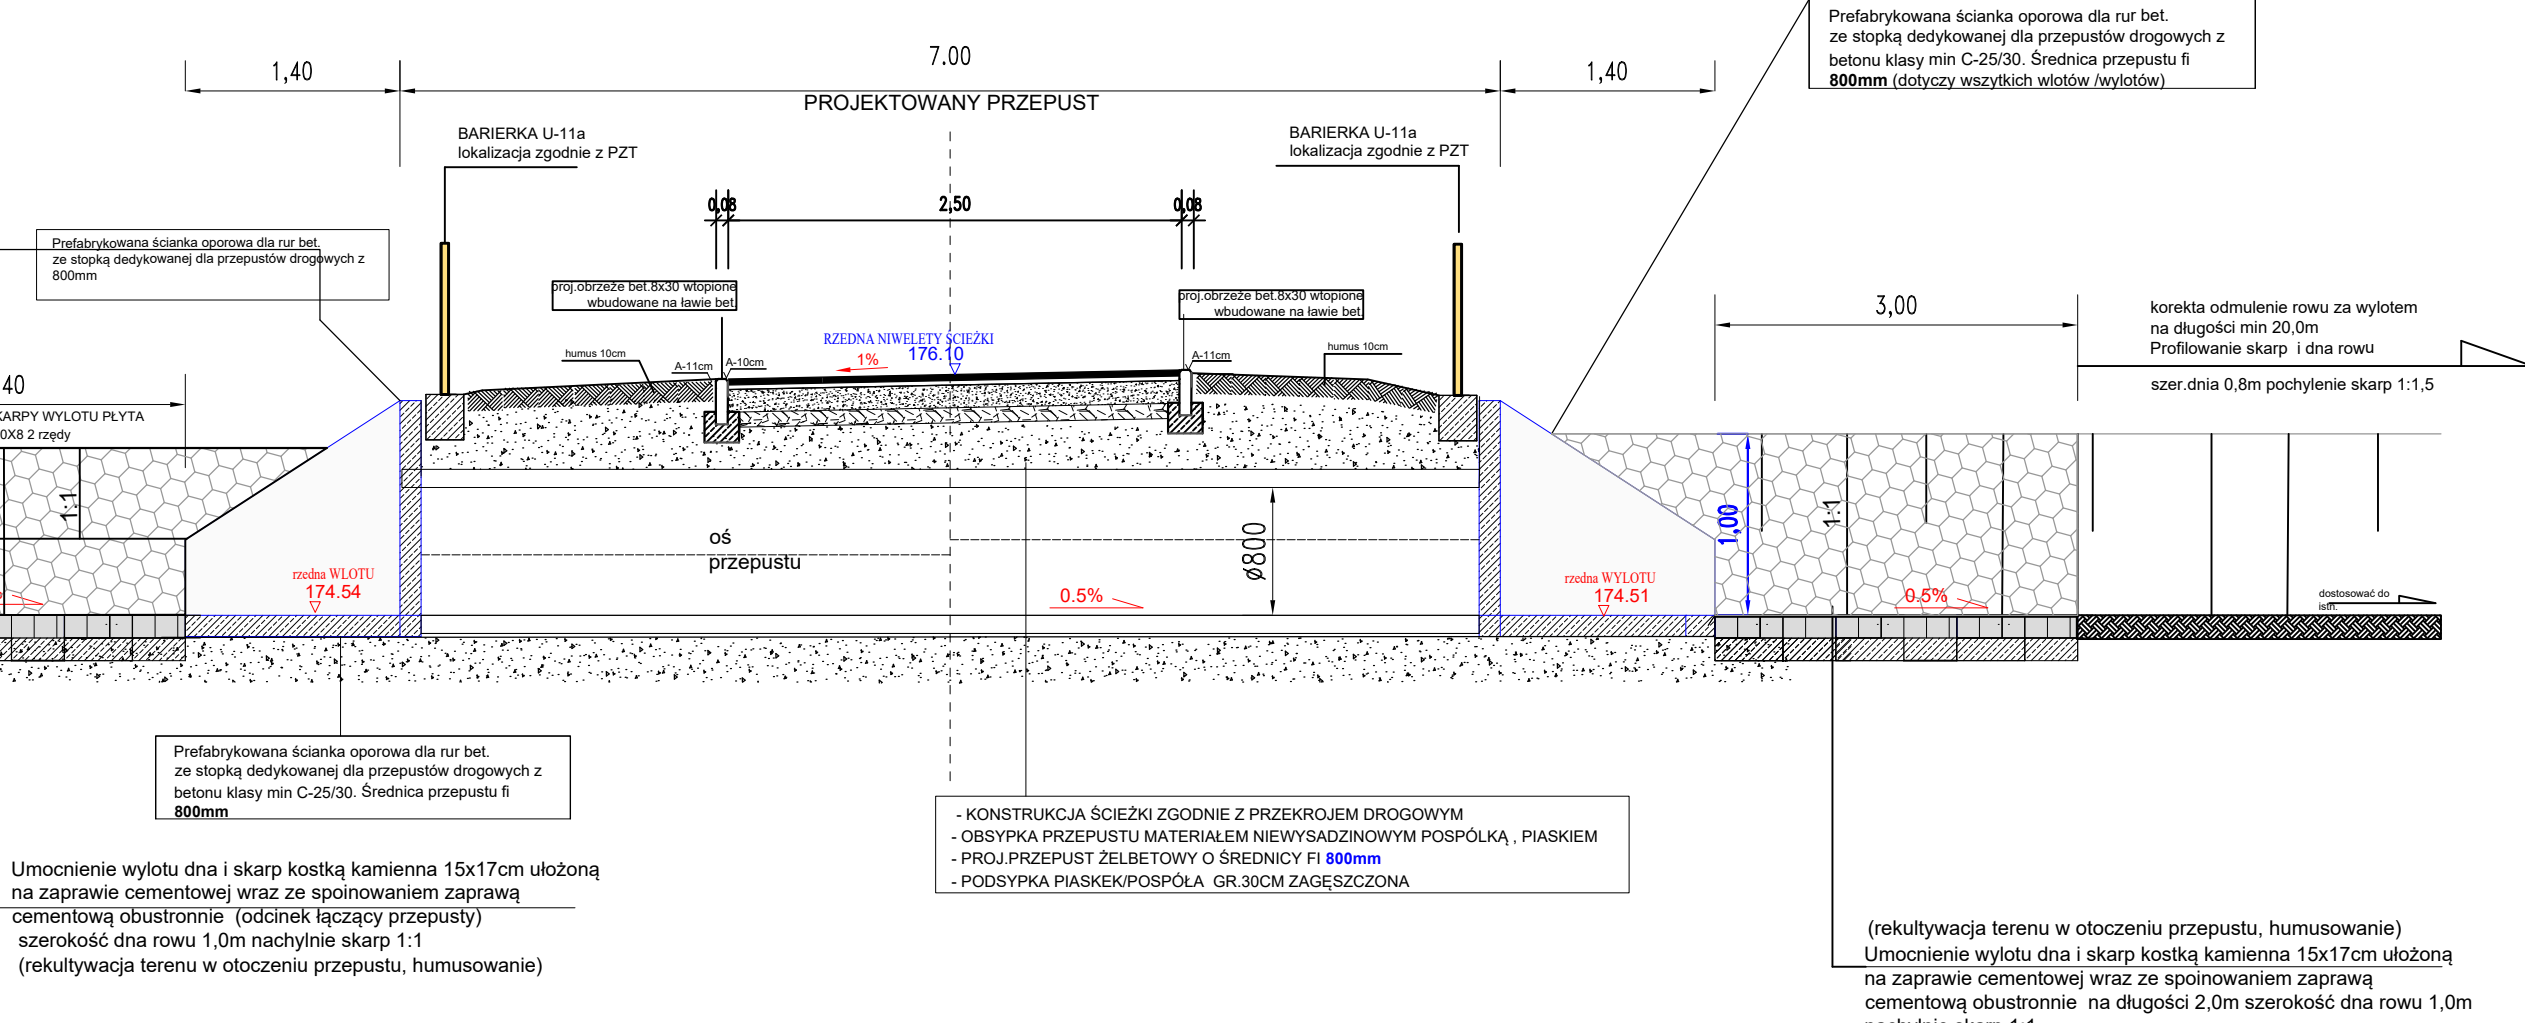 Prefabrykowana ścianka oporowa dla rur bet.
ze stopką dedykowanej dla przepustów drogowych z
betonu klasy min C-25/30. Średnica przepustu fi
800mm (dotyczy wszytkich wlotów /wylotów)
1,40
7.00
1,40
PROJEKTOWANY PRZEPUST
BARIERKA U-11a
lokalizacja zgodnie z PZT
BARIERKA U-11a
lokalizacja zgodnie z PZT
0,08
2,50
0,08
Prefabrykowana ścianka oporowa dla rur bet.
ze stopką dedykowanej dla przepustów drogowych z
800mm
proj.obrzeże bet.8x30 wtopione
wbudowane na ławie bet.
proj.obrzeże bet.8x30 wtopione
wbudowane na ławie bet.
3,00
korekta odmulenie rowu za wylotem
na długości min 20,0m
Profilowanie skarp i dna rowu
szer.dnia 0,8m pochylenie skarp 1:1,5
RZEDNA NIWELETY ŚCIEŻKI
176.10
1%
humus 10cm
A-11cm
A-10cm
A-11cm
humus 10cm
40
KARPY WYLOTU PŁYTA
0X8 2 rzędy
1:1
oś
przepustu
ø800
1,00
1:1
rzedna WLOTU
174.54
0.5%
rzedna WYLOTU
174.51
0.5%
dostosować do
istn.
Prefabrykowana ścianka oporowa dla rur bet.
ze stopką dedykowanej dla przepustów drogowych z
betonu klasy min C-25/30. Średnica przepustu fi
800mm
- KONSTRUKCJA ŚCIEŻKI ZGODNIE Z PRZEKROJEM DROGOWYM
- OBSYPKA PRZEPUSTU MATERIAŁEM NIEWYSADZINOWYM POSPÓLKĄ , PIASKIEM
- PROJ.PRZEPUST ŻELBETOWY O ŚREDNICY FI 800mm
- PODSYPKA PIASKEK/POSPÓŁA GR.30CM ZAGĘSZCZONA
Umocnienie wylotu dna i skarp kostką kamienna 15x17cm ułożoną
na zaprawie cementowej wraz ze spoinowaniem zaprawą
cementową obustronnie (odcinek łączący przepusty)
szerokość dna rowu 1,0m nachylnie skarp 1:1
(rekultywacja terenu w otoczeniu przepustu, humusowanie)
(rekultywacja terenu w otoczeniu przepustu, humusowanie)
Umocnienie wylotu dna i skarp kostką kamienna 15x17cm ułożoną
na zaprawie cementowej wraz ze spoinowaniem zaprawą
cementową obustronnie na długości 2,0m szerokość dna rowu 1,0m
nachylnie skarp 1:1